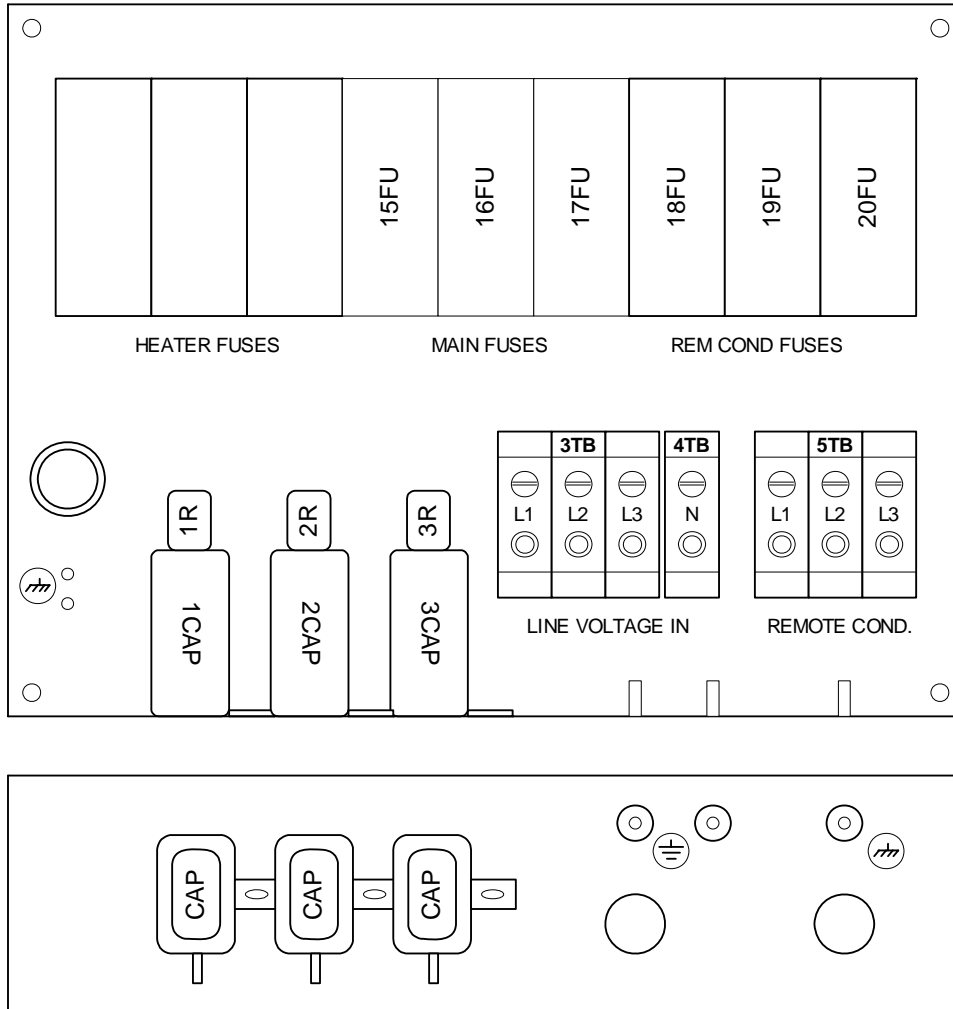 15FU 16FU 17FU 18FU 19FU 20FU
HEATER FUSES MAIN FUSES REM COND FUSES
3TB 4TB 5TB
1R 2R 3R L1 L2 L3 N L1 L2 L3
1CAP 2CAP 3CAP
LINE VOLTAGE IN REMOTE COND.
CAP CAP CAP